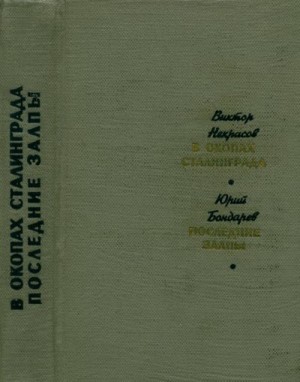 В ОКОПАХ СТАЛИНГРАДА
ПОСЛЕДНИЕ ЗАЛПЫ
Виктор
Некрасов
В ОКОПАХ
СТАЛИНГРАДА
Юрий
Бондарев
ПОСЛЕДНИЕ
ЗАЛПЫ